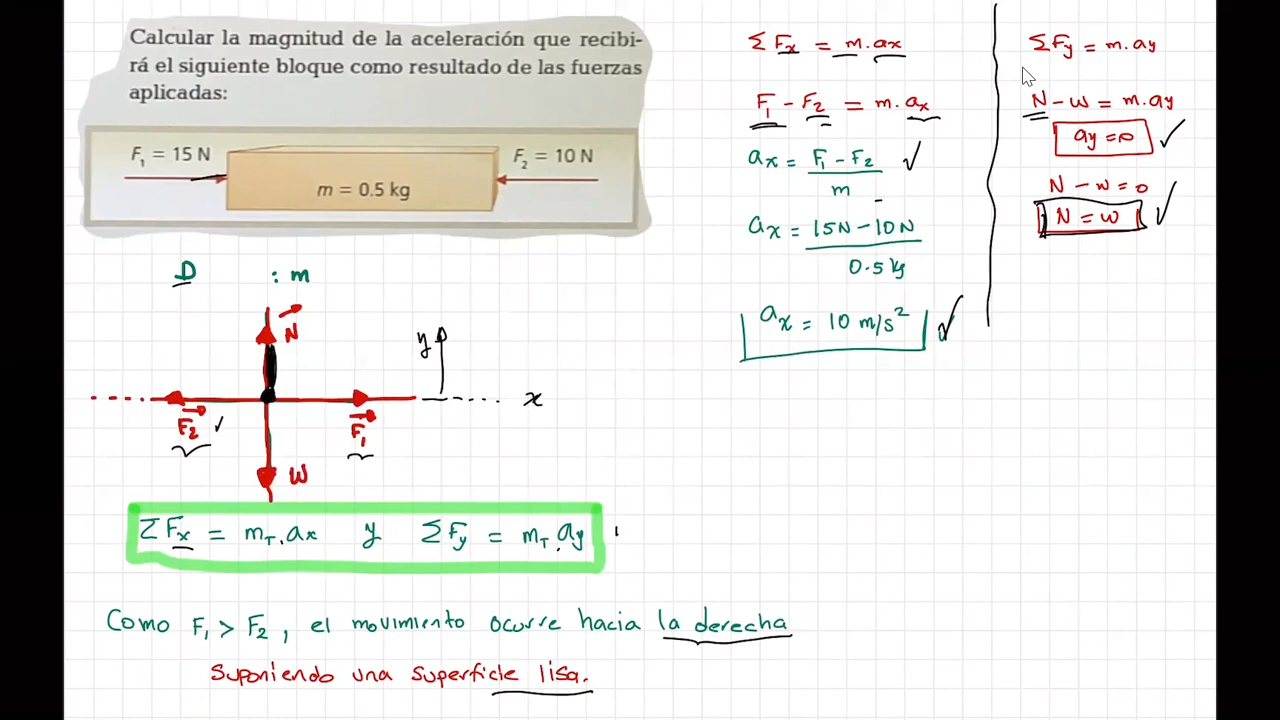 Calcular la magnitud de la aceleración que recibi-
rá el siguiente bloque como resultado de las fuerzas
aplicadas:
F₁ = 15 N
F₂ = 10 N
m = 0.5 kg
D : m
N
y
x
F₂
F₁
W
ΣFx = mT.ax y ΣFy = mT.ay
Como F₁ > F₂, el movimiento ocurre hacia la derecha
Suponiendo una superficie lisa.
ΣFx = m.ax
F₁ - F₂ = m.ax
ax = F₁ - F₂ / m
ax = 15N - 10N / 0.5 kg
ax = 10 m/s²
ΣFy = m.ay
N - w = m.ay
ay = 0
N - w = 0
N = w